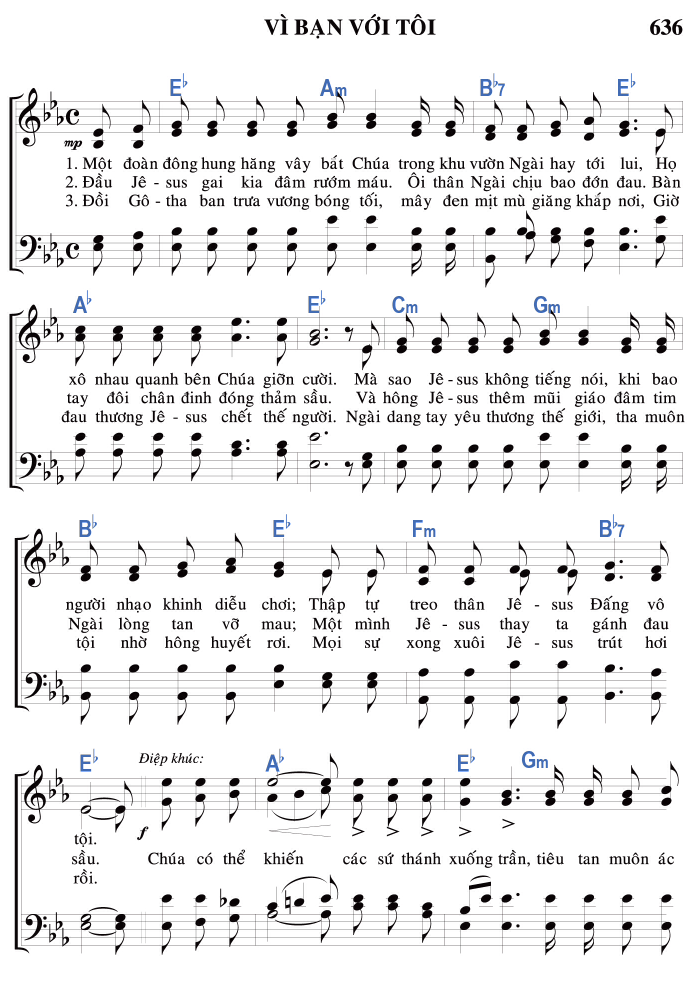 VÌ BẠN VỚI TÔI 636
E♭ Am B♭7 E♭
mp
1. Một đoàn đông hung hăng vây bát Chúa trong khu vườn Ngài hay tới lui, Họ
2. Đầu Jê - sus gai kia đâm rướm máu. Ôi thân Ngài chịu bao đớn đau. Bàn
3. Đồi Gô - tha ban trưa vương bóng tối, mây đen mịt mù giăng khắp nơi, Giờ
A♭ E♭ Cm Gm
xô nhau quanh bên Chúa giỡn cười. Mà sao Jê - sus không tiếng nói, khi bao
tay đôi chân đinh đóng thảm sầu. Và hông Jê - sus thêm mũi giáo đâm tim
đau thương Jê - sus chết thế người. Ngài dang tay yêu thương thế giới, tha muôn
B♭ E♭ Fm B♭7
người nhạo khinh diễu chơi; Thập tự treo thân Jê - sus Đấng vô
Ngài lòng tan vỡ mau; Một mình Jê - sus thay ta gánh đau
tội nhờ hông huyết rơi. Mọi sự xong xuôi Jê - sus trút hơi
E♭ Điệp khúc: A♭ E♭ Gm
f
tội.
sầu. Chúa có thể khiến các sứ thánh xuống trần, tiêu tan muôn ác
rồi.